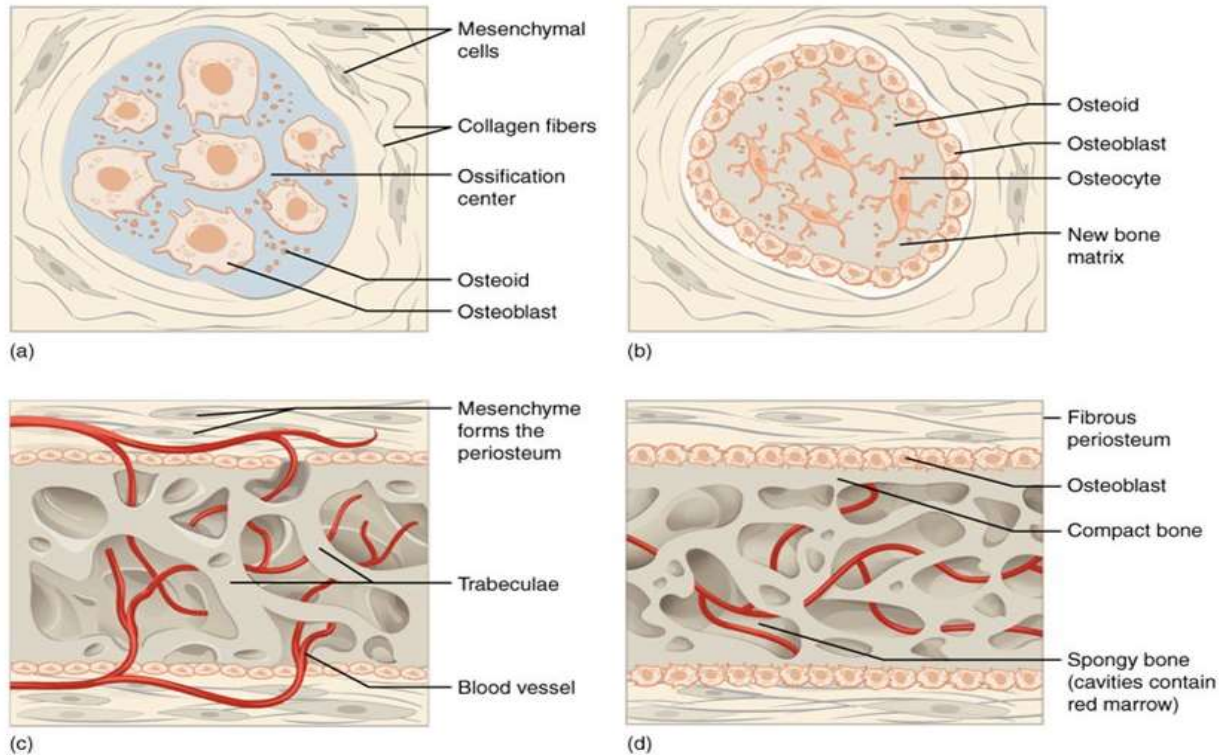 Mesenchymal
cells
Collagen fibers
Ossification
center
Osteoid
Osteoblast
(a)
Osteoid
Osteoblast
Osteocyte
New bone
matrix
(b)
Mesenchyme
forms the
periosteum
Trabeculae
Blood vessel
(c)
Fibrous
periosteum
Osteoblast
Compact bone
Spongy bone
(cavities contain
red marrow)
(d)